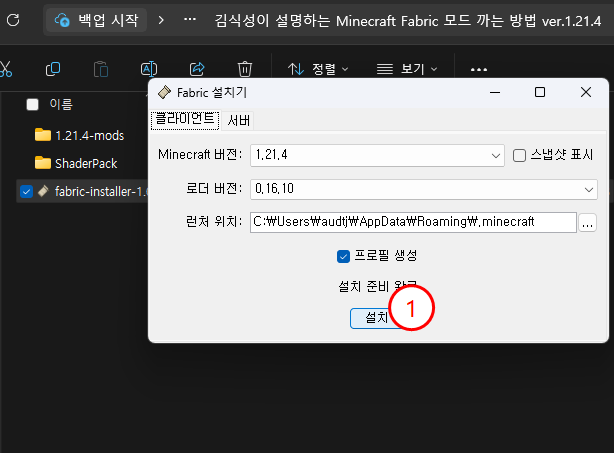 백업 시작 > ... 김식성이 설명하는 Minecraft Fabric 모드 까는 방법 ver.1.21.4
정렬 보기 ...
이름
1.21.4-mods
ShaderPack
fabric-installer-1.
Fabric 설치기
클라이언트 서버
Minecraft 버전: 1.21.4 스냅샷 표시
로더 버전: 0.16.10
런처 위치: C:₩Users₩audtj₩AppData₩Roaming₩.minecraft ...
프로필 생성
설치 준비
설치
1